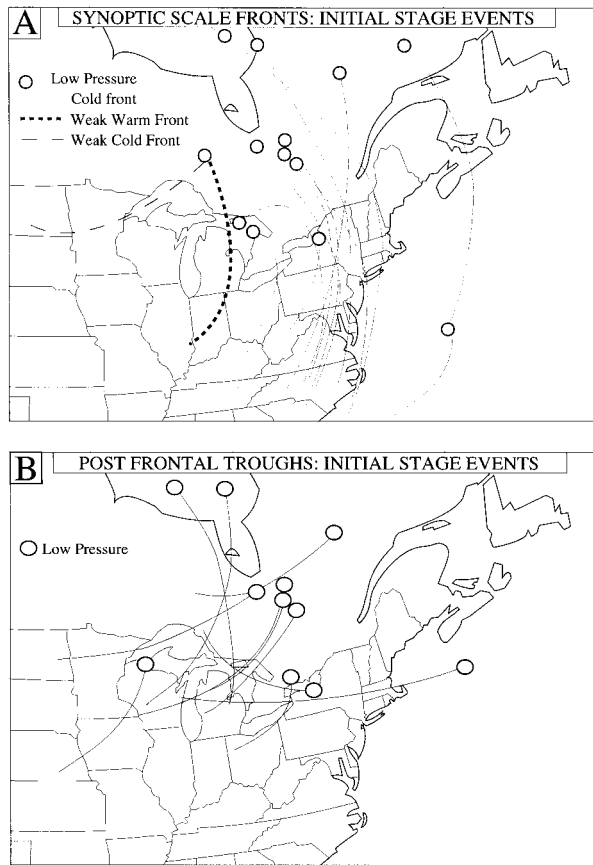 A
SYNOPTIC SCALE FRONTS: INITIAL STAGE EVENTS
Low Pressure
Cold front
Weak Warm Front
Weak Cold Front
B
POST FRONTAL TROUGHS: INITIAL STAGE EVENTS
Low Pressure